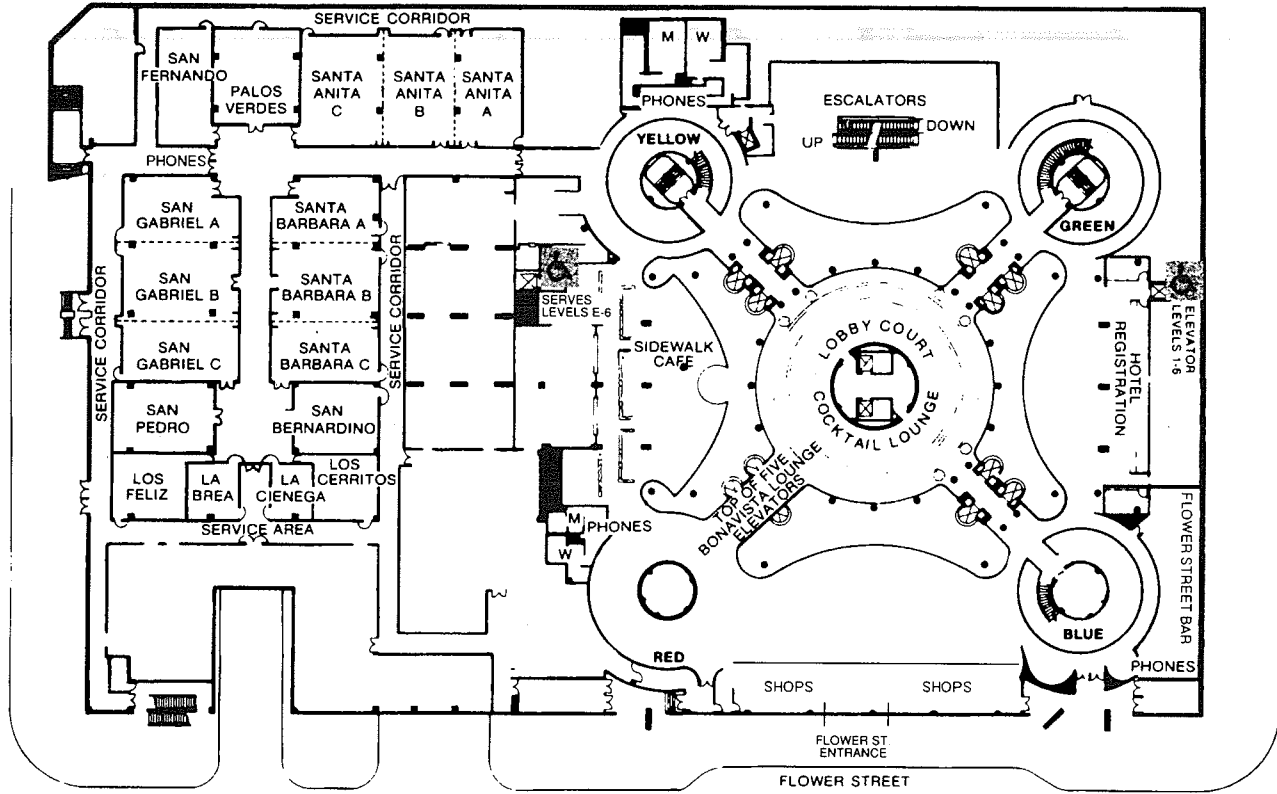 SERVICE CORRIDOR
M
W
SAN
FERNANDO
PALOS
VERDES
SANTA
ANITA
C
SANTA
ANITA
B
SANTA
ANITA
A
PHONES
ESCALATORS
DOWN
UP
YELLOW
GREEN
PHONES
SAN
GABRIEL A
SANTA
BARBARA A
SAN
GABRIEL B
SANTA
BARBARA B
SAN
GABRIEL C
SANTA
BARBARA C
SERVICE CORRIDOR
SERVICE CORRIDOR
SERVES
LEVELS E-6
SIDEWALK
CAFE
LOBBY COURT
COCKTAIL LOUNGE
HOTEL
REGISTRATION
ELEVATOR
LEVELS 1-6
SAN
PEDRO
SAN
BERNARDINO
LOS
FELIZ
LA
BREA
LA
CIENEGA
LOS
CERRITOS
SERVICE AREA
M
PHONES
W
TOP OF FIVE,
BONAVISTA LOUNGE
ELEVATORS
FLOWER STREET BAR
RED
BLUE
PHONES
SHOPS
SHOPS
FLOWER ST.
ENTRANCE
FLOWER STREET